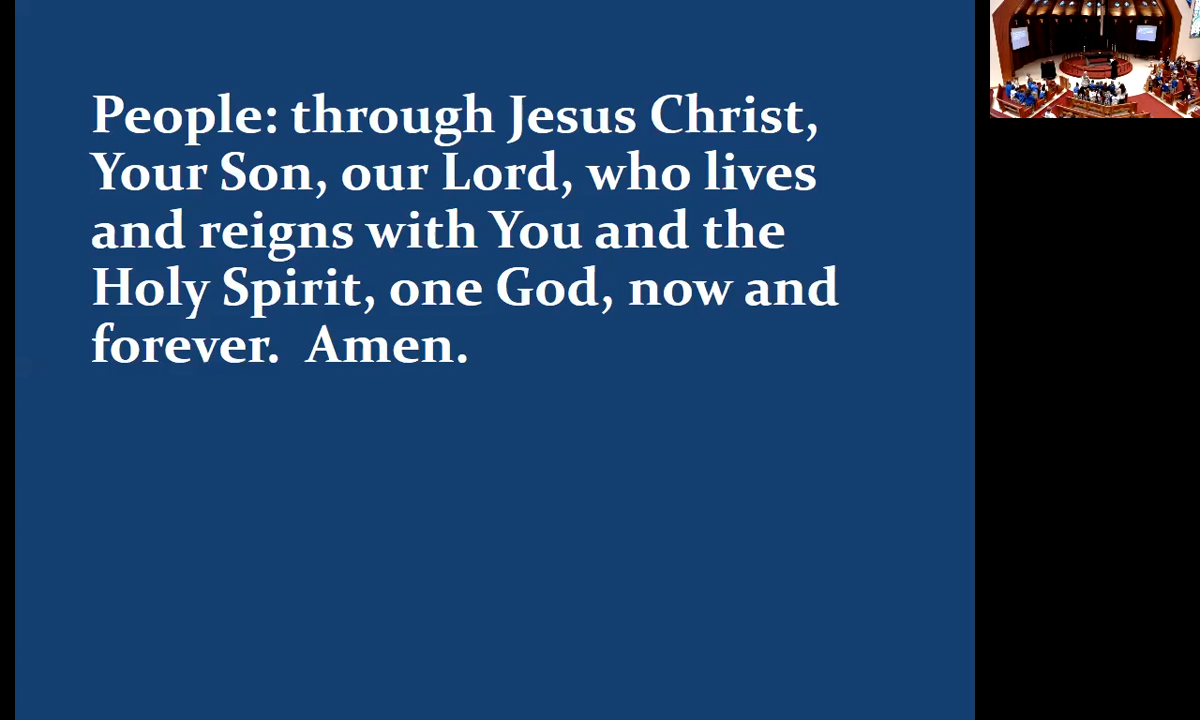 People: through Jesus Christ,
Your Son, our Lord, who lives
and reigns with You and the
Holy Spirit, one God, now and
forever.  Amen.